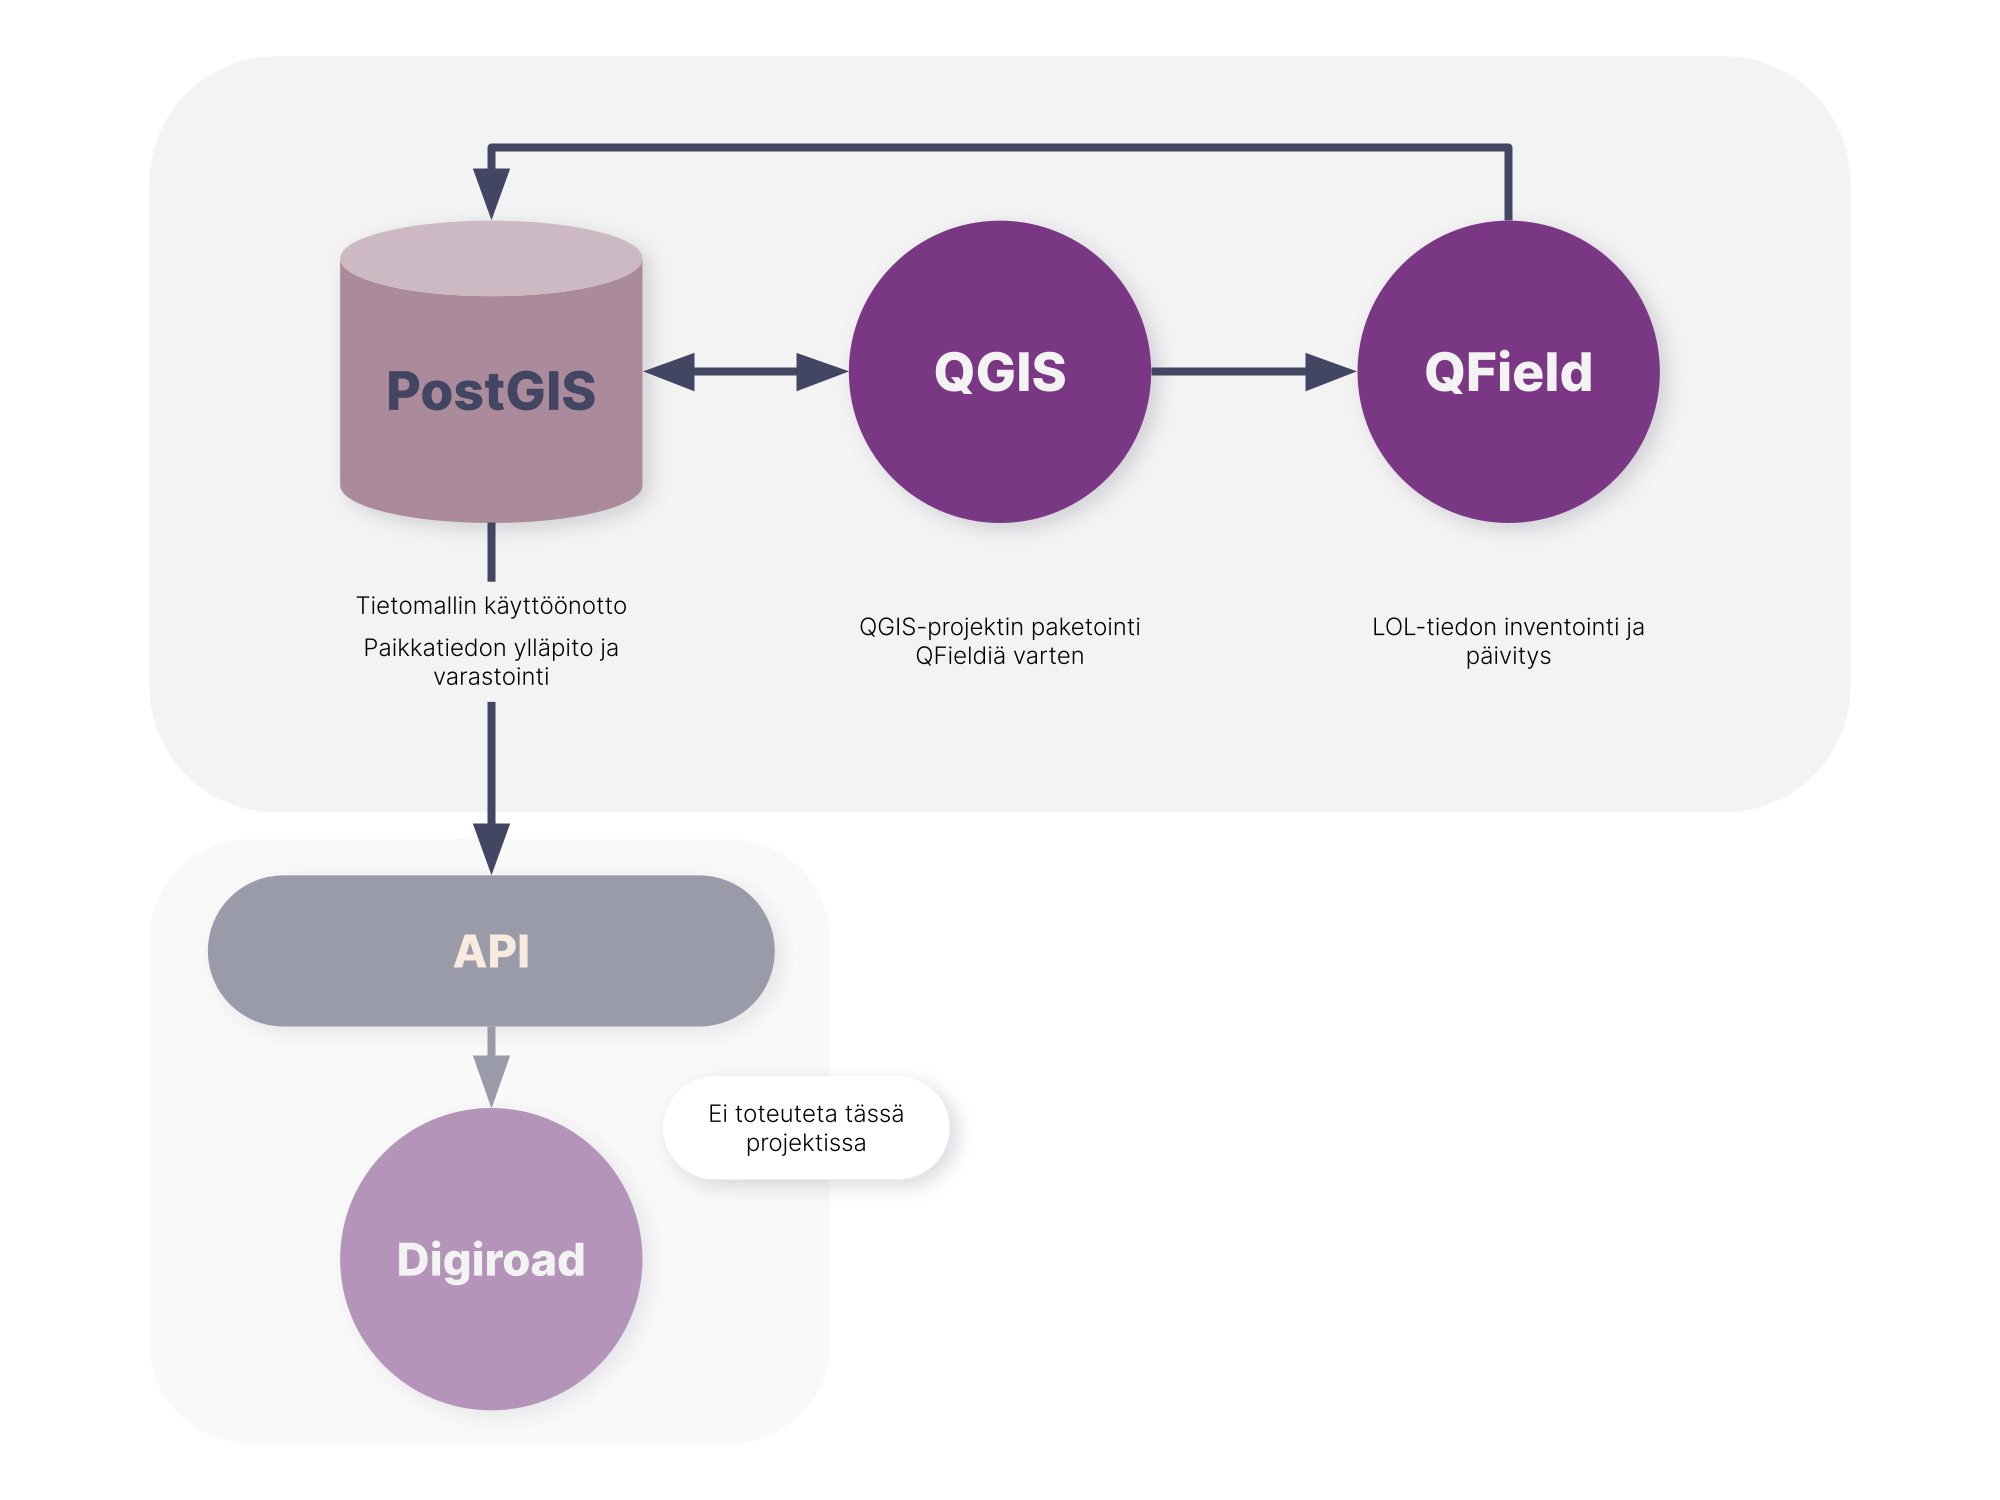 PostGIS
QGIS
QField
Tietomallin käyttöönotto
Paikkatiedon ylläpito ja
varastointi
QGIS-projektin paketointi
QFieldiä varten
LOL-tiedon inventointi ja
päivitys
API
Ei toteuteta tässä
projektissa
Digiroad